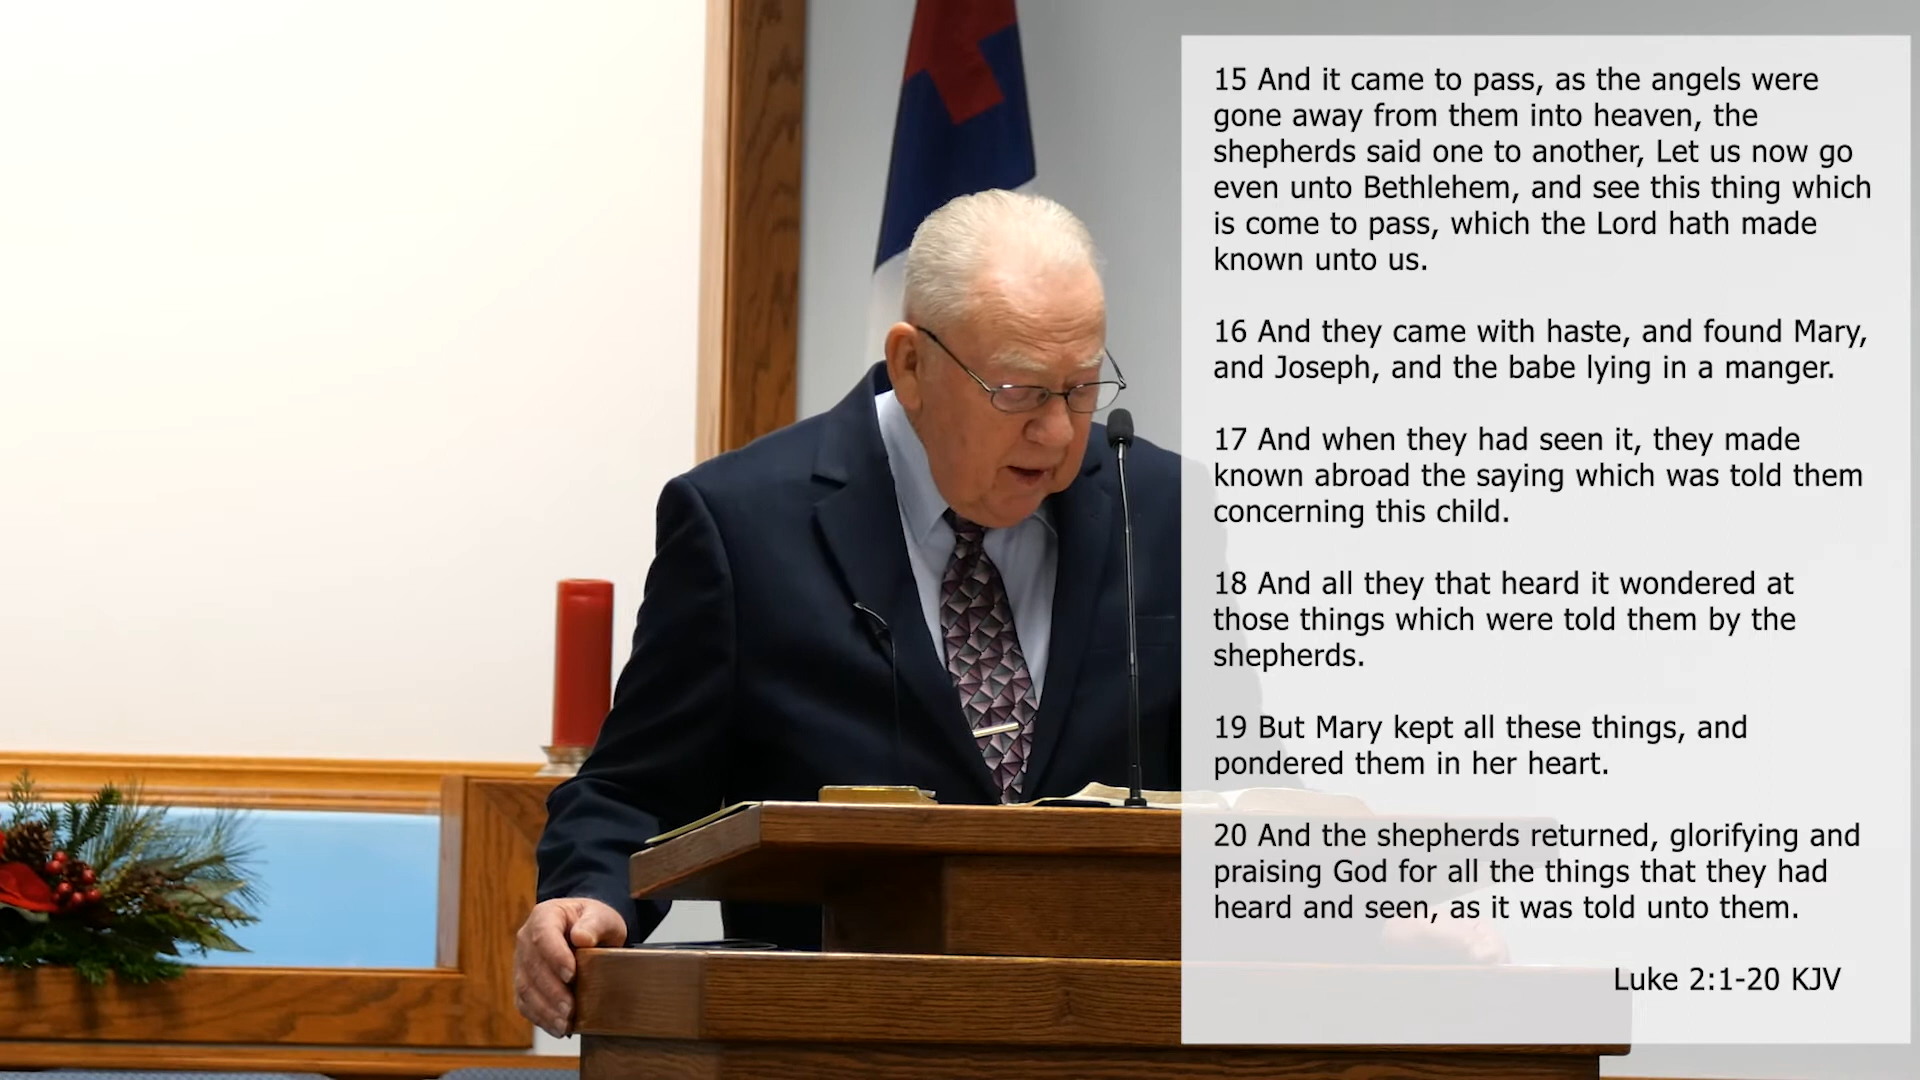 15 And it came to pass, as the angels were
gone away from them into heaven, the
shepherds said one to another, Let us now go
even unto Bethlehem, and see this thing which
is come to pass, which the Lord hath made
known unto us.
16 And they came with haste, and found Mary,
and Joseph, and the babe lying in a manger.
17 And when they had seen it, they made
known abroad the saying which was told them
concerning this child.
18 And all they that heard it wondered at
those things which were told them by the
shepherds.
19 But Mary kept all these things, and
pondered them in her heart.
20 And the shepherds returned, glorifying and
praising God for all the things that they had
heard and seen, as it was told unto them.
Luke 2:1-20 KJV